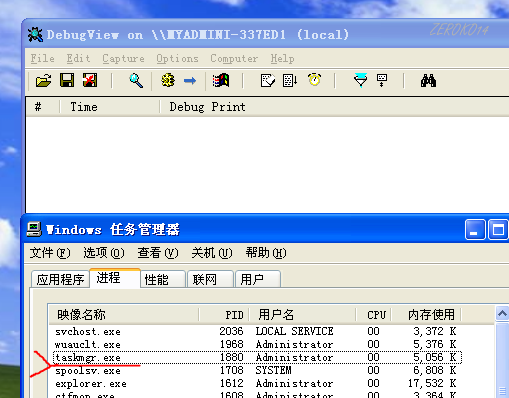 DebugView on \\MYADMINI-337ED1 (local)
File Edit Capture Options Computer Help
# Time Debug Print
Windows 任务管理器
文件(F) 选项(O) 查看(V) 关机(U) 帮助(H)
应用程序 进程 性能 联网 用户
映像名称 PID 用户名 CPU 内存使用
svchost.exe 2036 LOCAL SERVICE 00 3,372 K
wuauclt.exe 1968 Administrator 00 5,376 K
taskmgr.exe 1880 Administrator 00 5,056 K
spoolsv.exe 1708 SYSTEM 00 6,808 K
explorer.exe 1612 Administrator 00 17,532 K
ctfmon.exe 1608 Administrator 00 3,364 K